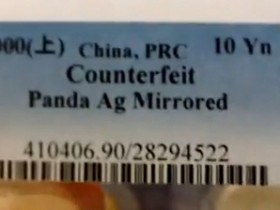 000(上) China, PRC 10 Yn
Counterfeit
Panda Ag Mirrored
410406.90/28294522